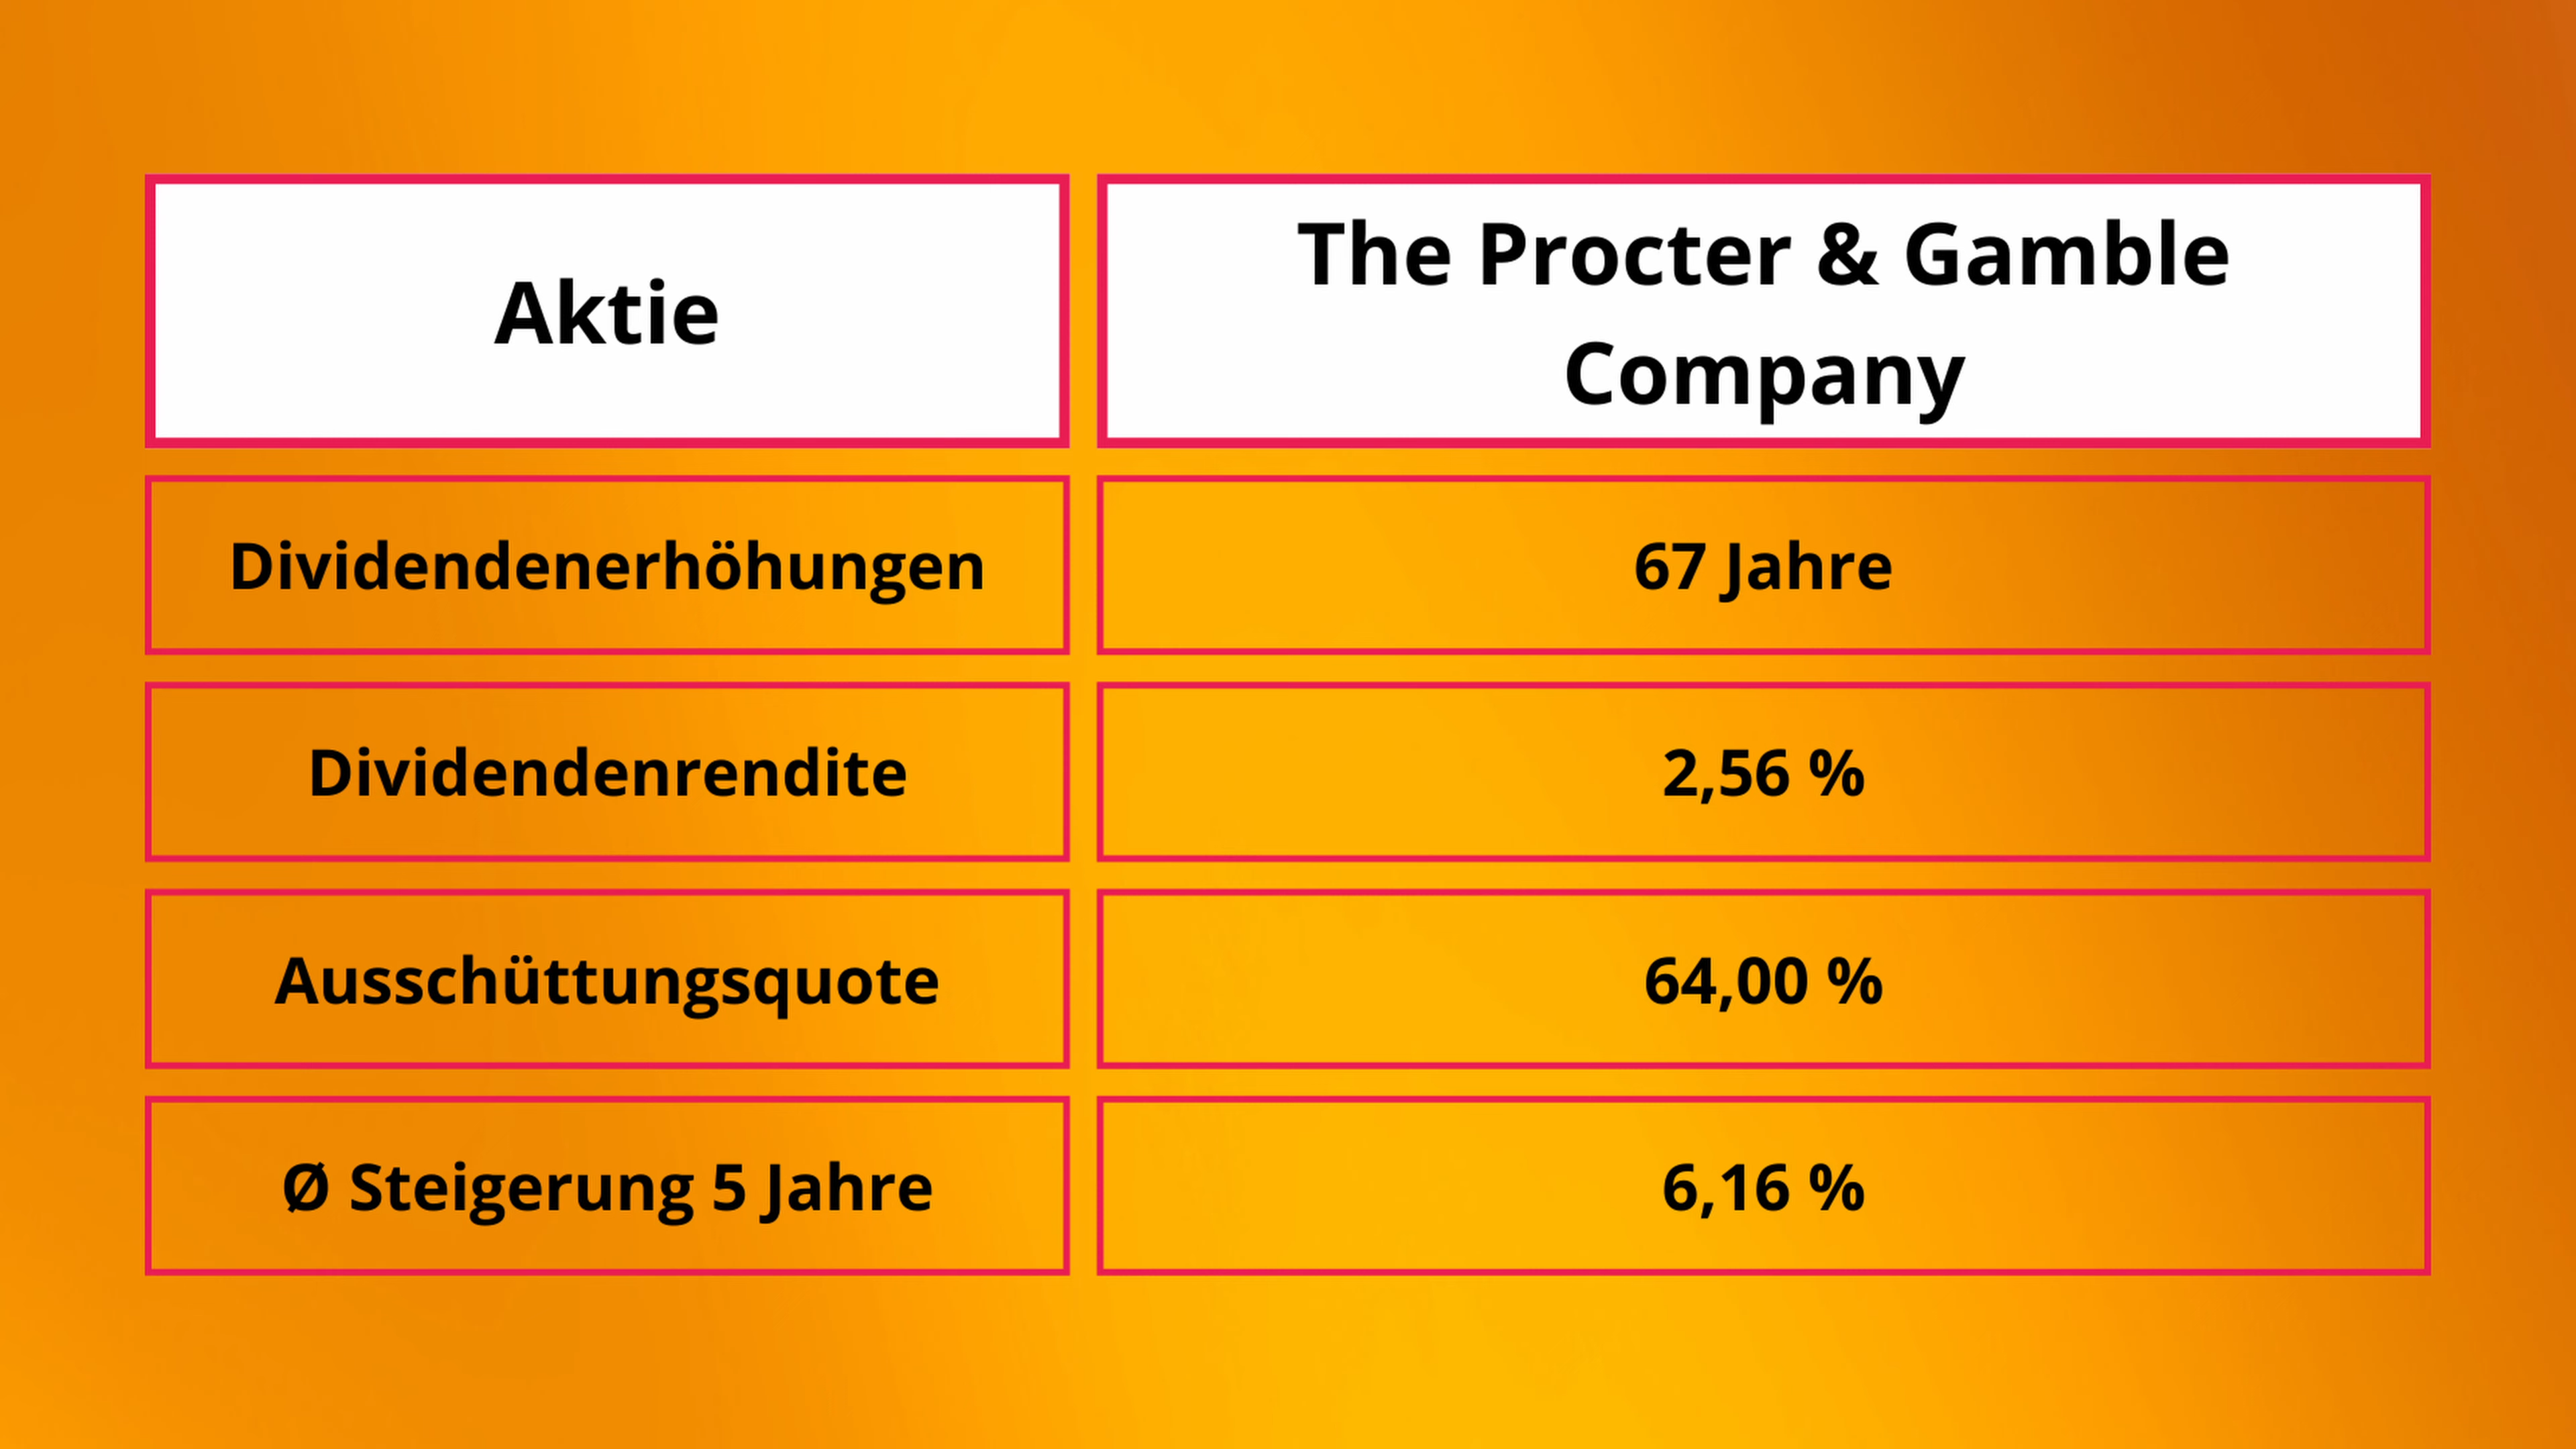 Aktie
The Procter & Gamble
Company
Dividendenerhöhungen
67 Jahre
Dividendenrendite
2,56 %
Ausschüttungsquote
64,00 %
Ø Steigerung 5 Jahre
6,16 %